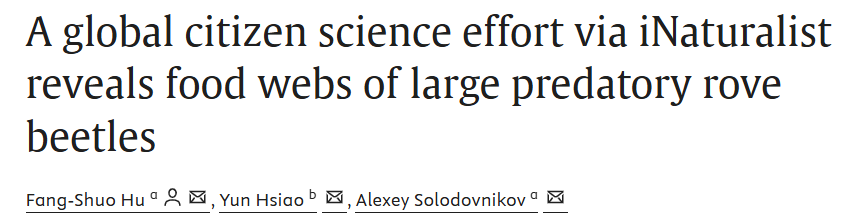 A global citizen science effort via iNaturalist
reveals food webs of large predatory rove
beetles
Fang-Shuo Hu a, Yun Hsiao b, Alexey Solodovnikov a